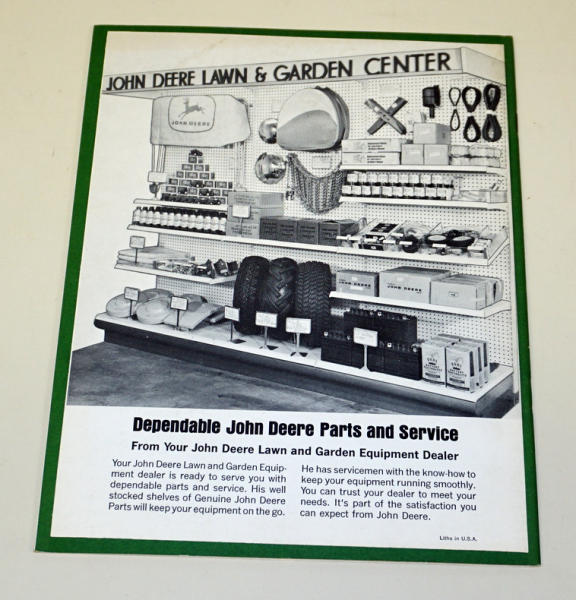 JOHN DEERE LAWN & GARDEN CENTER
JOHN DEERE
JOHN DEERE
Dependable John Deere Parts and Service
From Your John Deere Lawn and Garden Equipment Dealer
Your John Deere Lawn and Garden Equip-
ment dealer is ready to serve you with
dependable parts and service. His well
stocked shelves of Genuine John Deere
Parts will keep your equipment on the go.
He has servicemen with the know-how to
keep your equipment running smoothly.
You can trust your dealer to meet your
needs. It's part of the satisfaction you
can expect from John Deere.
Litho in U.S.A.